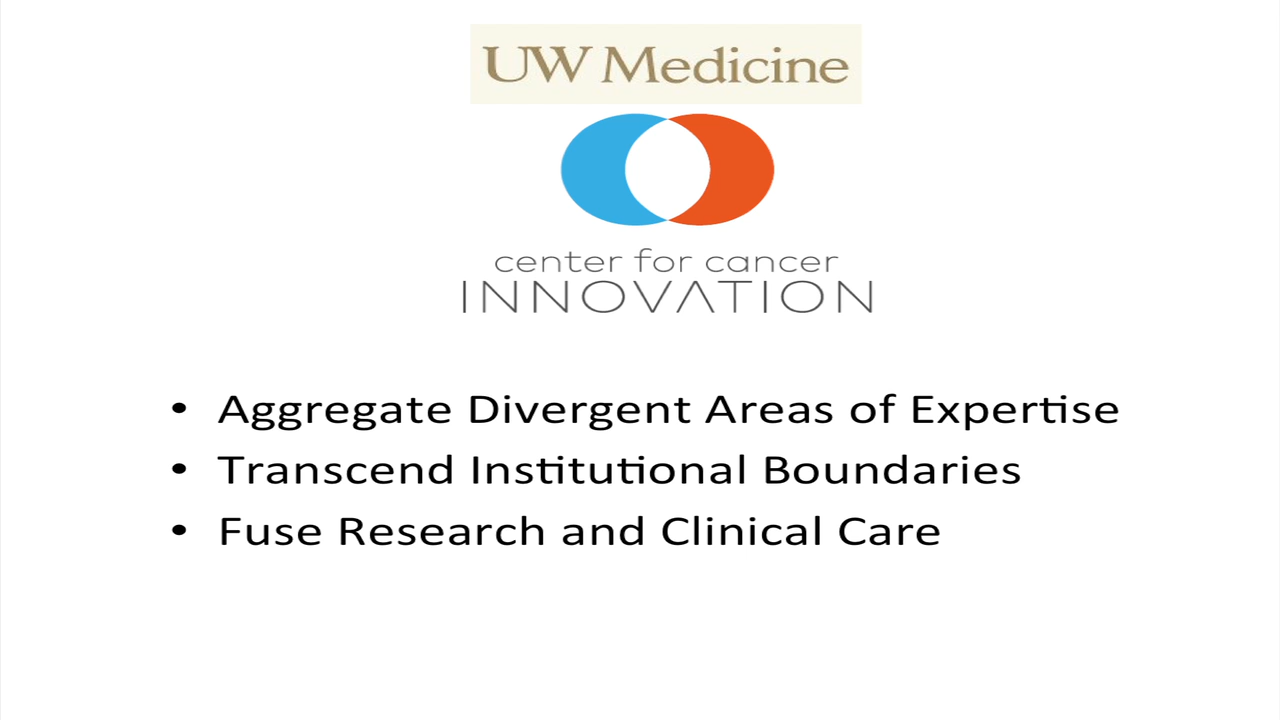 UW Medicine
center for cancer
INNOVATION
• Aggregate Divergent Areas of Expertise
• Transcend Institutional Boundaries
• Fuse Research and Clinical Care